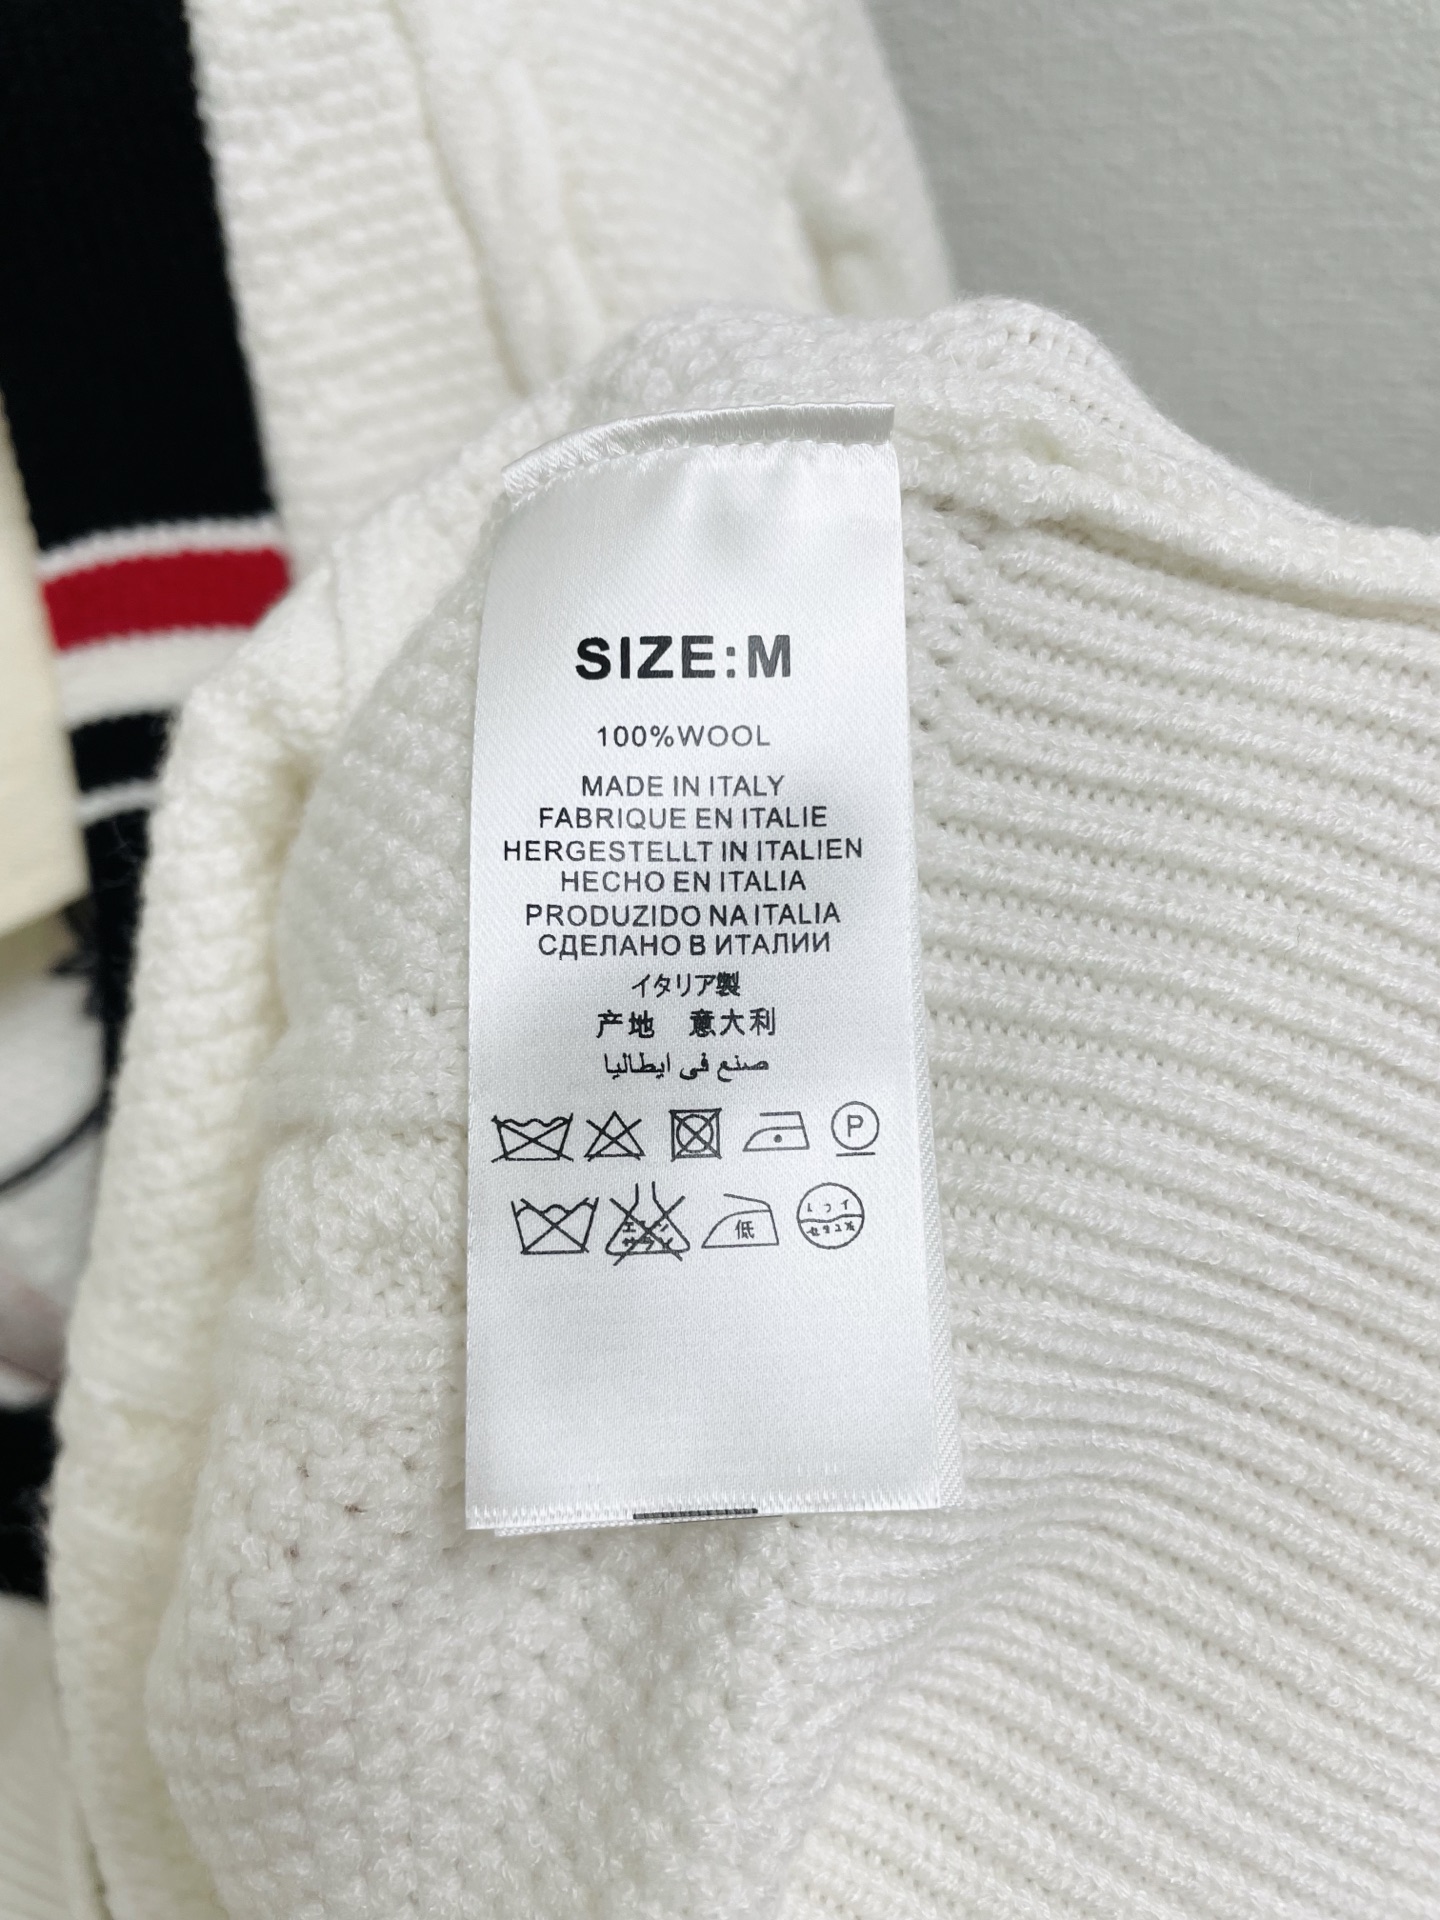 SIZE:M
100%WOOL
MADE IN ITALY
FABRIQUE EN ITALIE
HERGESTELLT IN ITALIEN
HECHO EN ITALIA
PRODUZIDO NA ITALIA
СДЕЛАНО В ИТАЛИИ
イタリア製
产地 意大利
صنع في ايطاليا
P
低